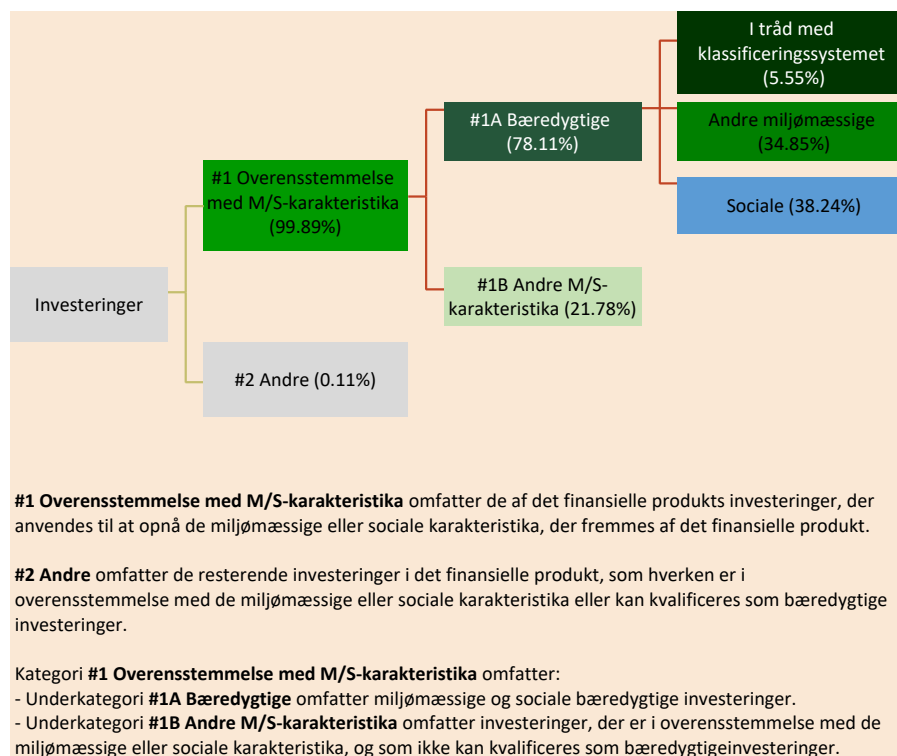 I tråd med
klassificeringssystemet
(5.55%)
#1A Bæredygtige
(78.11%)
Andre miljømæssige
(34.85%)
#1 Overensstemmelse
med M/S-karakteristika
(99.89%)
Sociale (38.24%)
Investeringer
#1B Andre M/S-
karakteristika (21.78%)
#2 Andre (0.11%)
#1 Overensstemmelse med M/S-karakteristika omfatter de af det finansielle produkts investeringer, der
anvendes til at opnå de miljømæssige eller sociale karakteristika, der fremmes af det finansielle produkt.
#2 Andre omfatter de resterende investeringer i det finansielle produkt, som hverken er i
overensstemmelse med de miljømæssige eller sociale karakteristika eller kan kvalificeres som bæredygtige
investeringer.
Kategori #1 Overensstemmelse med M/S-karakteristika omfatter:
- Underkategori #1A Bæredygtige omfatter miljømæssige og sociale bæredygtige investeringer.
- Underkategori #1B Andre M/S-karakteristika omfatter investeringer, der er i overensstemmelse med de
miljømæssige eller sociale karakteristika, og som ikke kan kvalificeres som bæredygtigeinvesteringer.